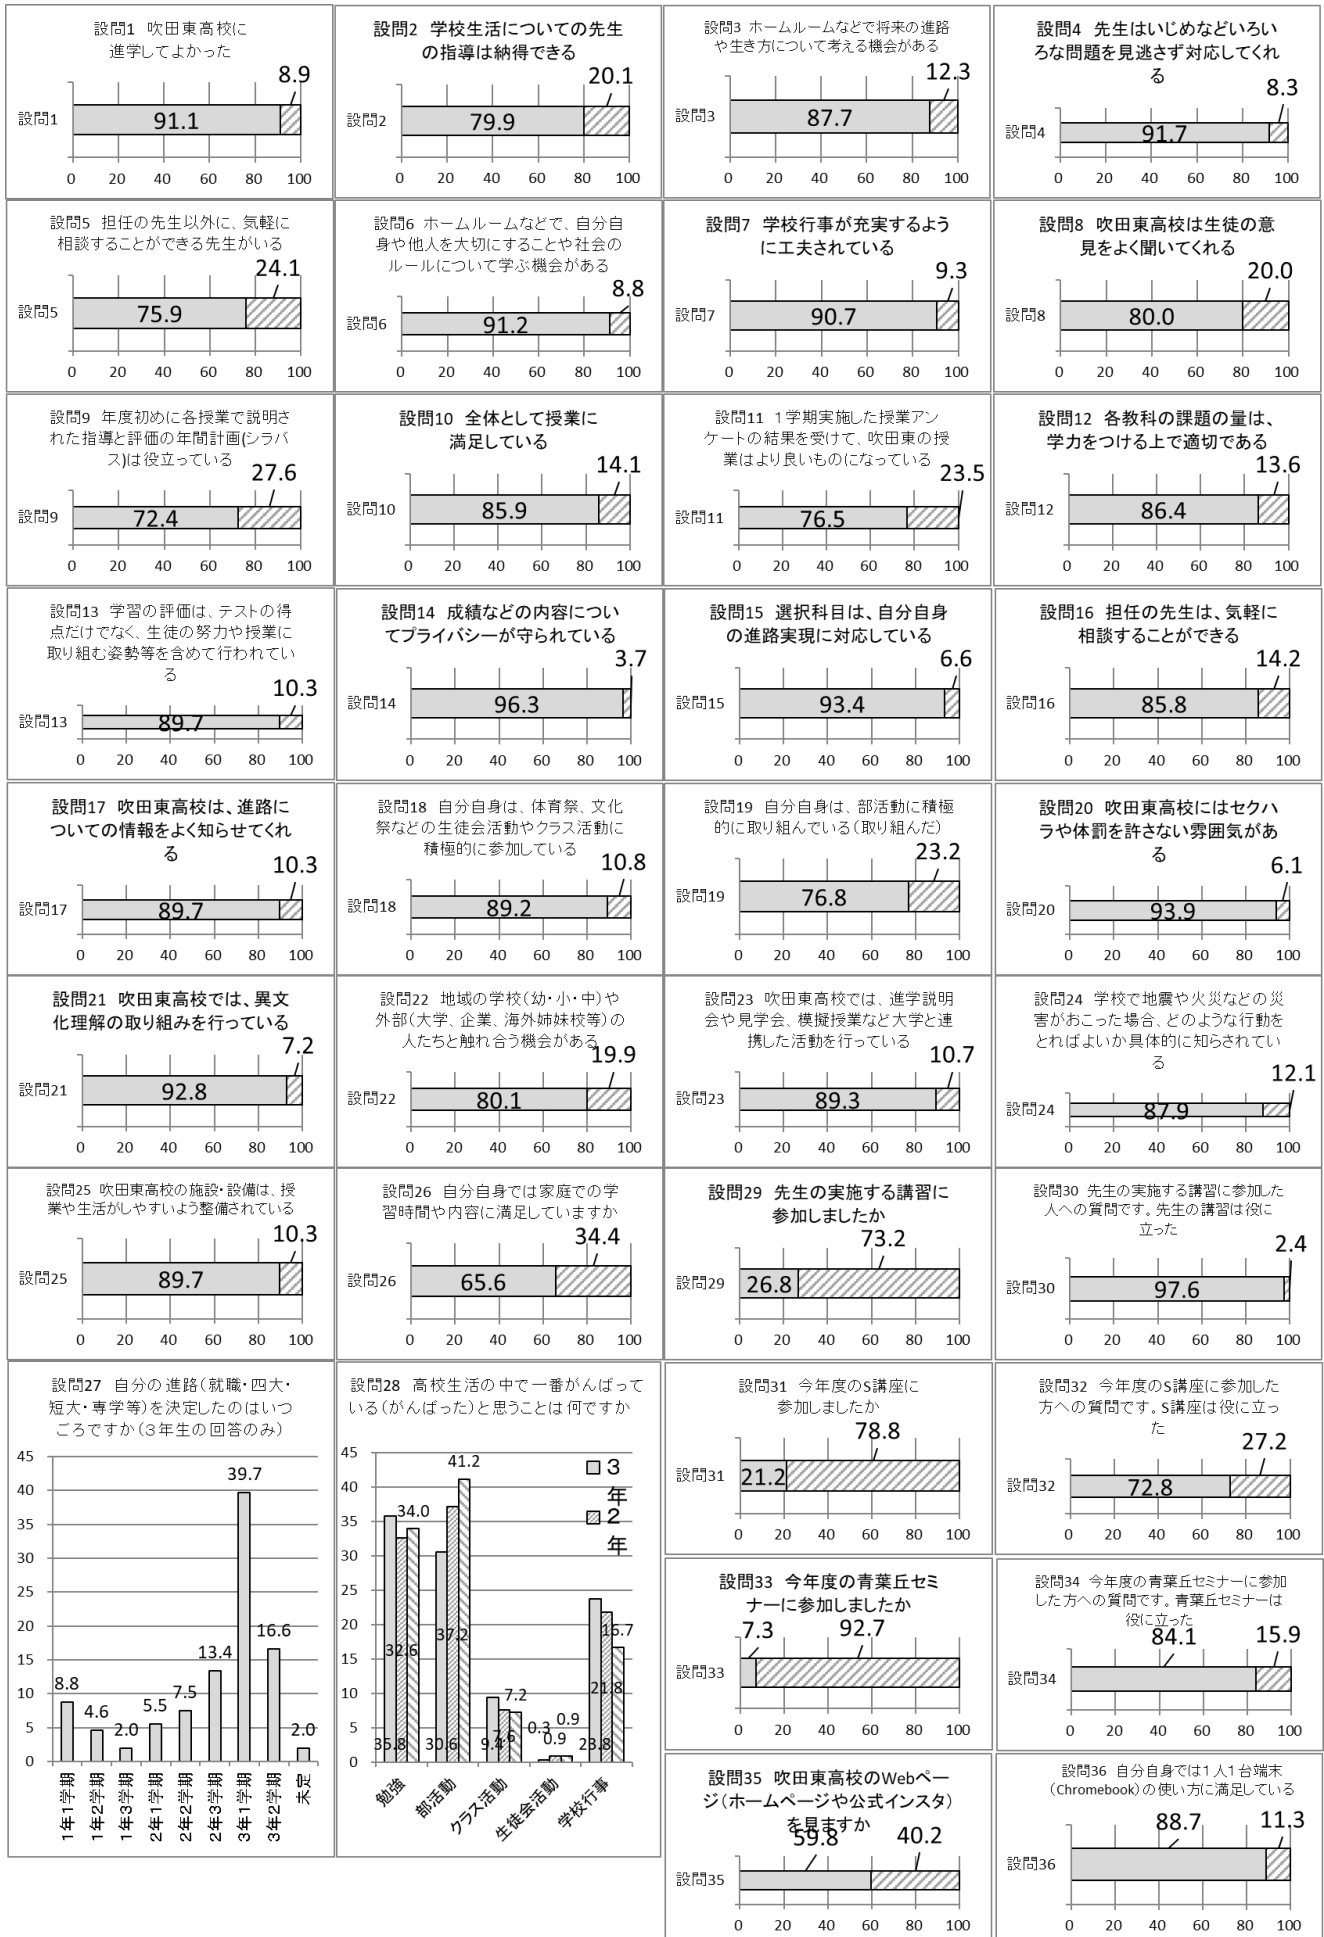 設問1 吹田東高校に
進学してよかった
8.9
設問1
91.1
0 20 40 60 80 100
設問2 学校生活についての先生
の指導は納得できる
20.1
設問2
79.9
0 20 40 60 80 100
設問3 ホームルームなどで将来の進路
や生き方について考える機会がある
12.3
設問3
87.7
0 20 40 60 80 100
設問4 先生はいじめなどいろい
ろな問題を見逃さず対応してくれ
る
8.3
設問4
91.7
0 20 40 60 80 100
設問5 担任の先生以外に、気軽に
相談することができる先生がいる
24.1
設問5
75.9
0 20 40 60 80 100
設問6 ホームルームなどで、自分自
身や他人を大切にすることや社会の
ルールについて学ぶ機会がある
8.8
設問6
91.2
0 20 40 60 80 100
設問7 学校行事が充実するよう
に工夫されている
9.3
設問7
90.7
0 20 40 60 80 100
設問8 吹田東高校は生徒の意
見をよく聞いてくれる
20.0
設問8
80.0
0 20 40 60 80 100
設問9 年度初めに各授業で説明さ
れた指導と評価の年間計画(シラバ
ス)は役立っている
27.6
設問9
72.4
0 20 40 60 80 100
設問10 全体として授業に
満足している
14.1
設問10
85.9
0 20 40 60 80 100
設問11 1学期実施した授業アン
ケートの結果を受けて、吹田東の授
業はより良いものになっている
23.5
設問11
76.5
0 20 40 60 80 100
設問12 各教科の課題の量は、
学力をつける上で適切である
13.6
設問12
86.4
0 20 40 60 80 100
設問13 学習の評価は、テストの得
点だけでなく、生徒の努力や授業に
取り組む姿勢等を含めて行われてい
る
10.3
設問13
89.7
0 20 40 60 80 100
設問14 成績などの内容につい
てプライバシーが守られている
3.7
設問14
96.3
0 20 40 60 80 100
設問15 選択科目は、自分自身
の進路実現に対応している
6.6
設問15
93.4
0 20 40 60 80 100
設問16 担任の先生は、気軽に
相談することができる
14.2
設問16
85.8
0 20 40 60 80 100
設問17 吹田東高校は、進路に
ついての情報をよく知らせてくれ
る
10.3
設問17
89.7
0 20 40 60 80 100
設問18 自分自身は、体育祭、文化
祭などの生徒会活動やクラス活動に
積極的に参加している
10.8
設問18
89.2
0 20 40 60 80 100
設問19 自分自身は、部活動に積極
的に取り組んでいる(取り組んだ)
23.2
設問19
76.8
0 20 40 60 80 100
設問20 吹田東高校にはセクハ
ラや体罰を許さない雰囲気があ
る
6.1
設問20
93.9
0 20 40 60 80 100
設問21 吹田東高校では、異文
化理解の取り組みを行っている
7.2
設問21
92.8
0 20 40 60 80 100
設問22 地域の学校(幼・小・中)や
外部(大学、企業、海外姉妹校等)の
人たちと触れ合う機会がある
19.9
設問22
80.1
0 20 40 60 80 100
設問23 吹田東高校では、進学説明
会や見学会、模擬授業など大学と連
携した活動を行っている
10.7
設問23
89.3
0 20 40 60 80 100
設問24 学校で地震や火災などの災
害がおこった場合、どのような行動を
とればよいか具体的に知らされてい
る
12.1
設問24
87.9
0 20 40 60 80 100
設問25 吹田東高校の施設・設備は、授
業や生活がしやすいよう整備されている
10.3
設問25
89.7
0 20 40 60 80 100
設問26 自分自身では家庭での学
習時間や内容に満足していますか
34.4
設問26
65.6
0 20 40 60 80 100
設問29 先生の実施する講習に
参加しましたか
73.2
設問29
26.8
0 20 40 60 80 100
設問30 先生の実施する講習に参加した
人への質問です。先生の講習は役に
立った
2.4
設問30
97.6
0 20 40 60 80 100
設問27 自分の進路(就職・四大・
短大・専学等)を決定したのはいつ
ごろですか(3年生の回答のみ)
45
40
35
30
25
20
15
10
5
0
8.8
4.6
2.0
5.5
7.5
13.4
39.7
16.6
2.0
1年1学期
1年2学期
1年3学期
2年1学期
2年2学期
2年3学期
3年1学期
3年2学期
未定
設問28 高校生活の中で一番がんばって
いる(がんばった)と思うことは何ですか
45
40
35
30
25
20
15
10
5
0
3年
2年
35.8
32.6
34.0
30.6
37.2
41.2
9.4
7.6
7.2
0.3
0.9
0.9
23.8
21.8
16.7
勉強
部活動
クラス活動
生徒会活動
学校行事
設問31 今年度のS講座に
参加しましたか
78.8
設問31
21.2
0 20 40 60 80 100
設問32 今年度のS講座に参加した
方への質問です。S講座は役に立っ
た
27.2
設問32
72.8
0 20 40 60 80 100
設問33 今年度の青葉丘セミ
ナーに参加しましたか
7.3
92.7
設問33
0 20 40 60 80 100
設問34 今年度の青葉丘セミナーに参加
した方への質問です。青葉丘セミナーは
役に立った
84.1
15.9
設問34
0 20 40 60 80 100
設問35 吹田東高校のWebペー
ジ(ホームページや公式インスタ)
を見ますか
59.8
40.2
設問35
0 20 40 60 80 100
設問36 自分自身では1人1台端末
(Chromebook)の使い方に満足している
88.7
11.3
設問36
0 20 40 60 80 100